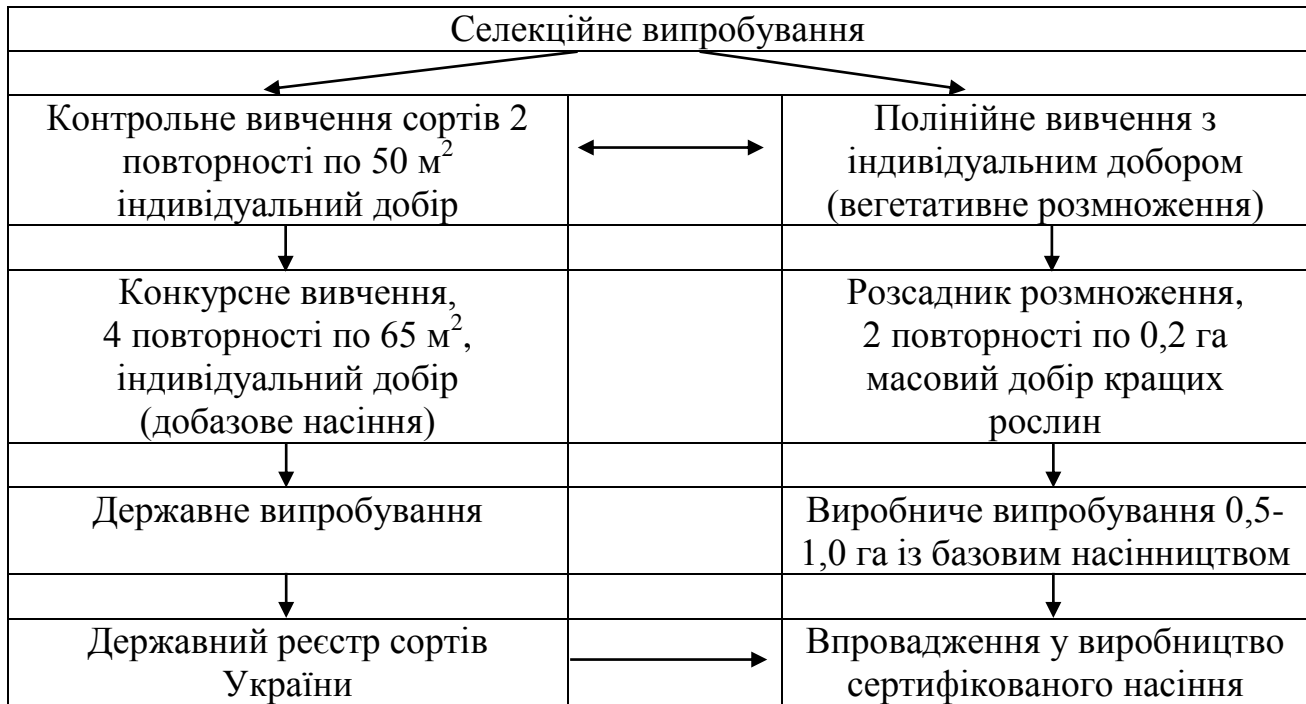 Селекційне випробування
Контрольне вивчення сортів 2
повторності по 50 м²
індивідуальний добір
Полінійне вивчення з
індивідуальним добором
(вегетативне розмноження)
Конкурсне вивчення,
4 повторності по 65 м²,
індивідуальний добір
(добазове насіння)
Розсадник розмноження,
2 повторності по 0,2 га
масовий добір кращих
рослин
Державне випробування
Виробниче випробування 0,5-
1,0 га із базовим насінництвом
Державний реєстр сортів
України
Впровадження у виробництво
сертифікованого насіння